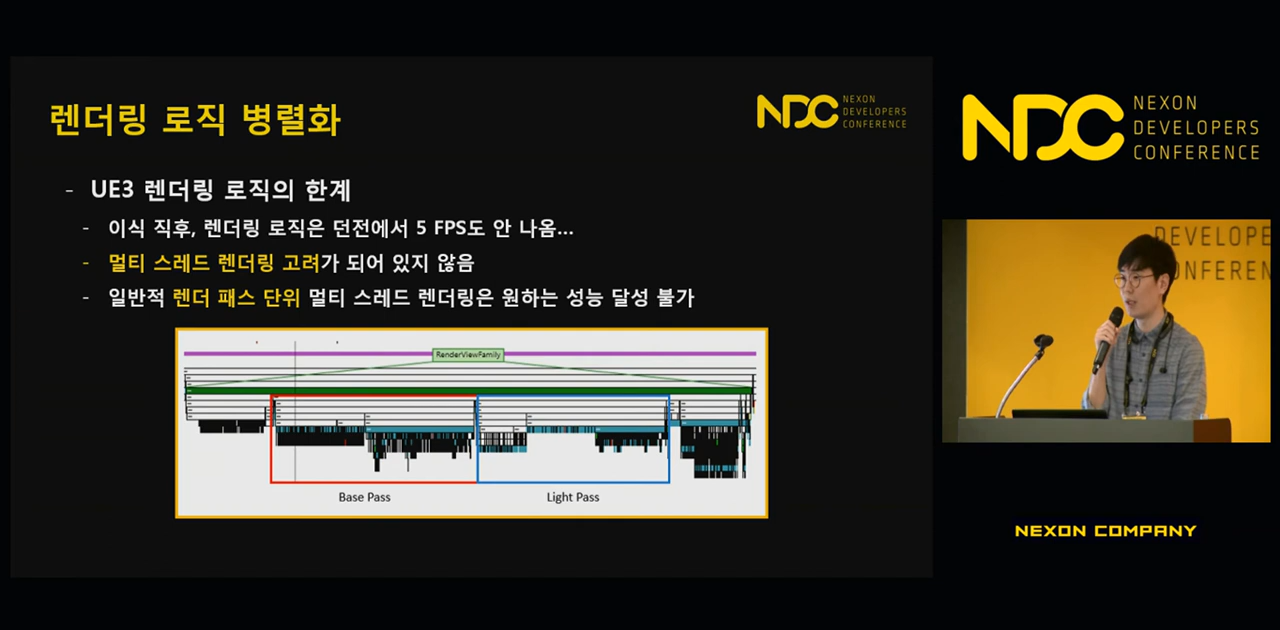 렌더링 로직 병렬화
NDC NEXON
DEVELOPERS
CONFERENCE
- UE3 렌더링 로직의 한계
- 이식 직후, 렌더링 로직은 던전에서 5 FPS도 안 나옴...
- 멀티 스레드 렌더링 고려가 되어 있지 않음
- 일반적 렌더 패스 단위 멀티 스레드 렌더링은 원하는 성능 달성 불가
RenderViewFamily
Base Pass
Light Pass
NDC NEXON
DEVELOPERS
CONFERENCE
DEVELOPE
ONFEREN
NEXON COMPANY